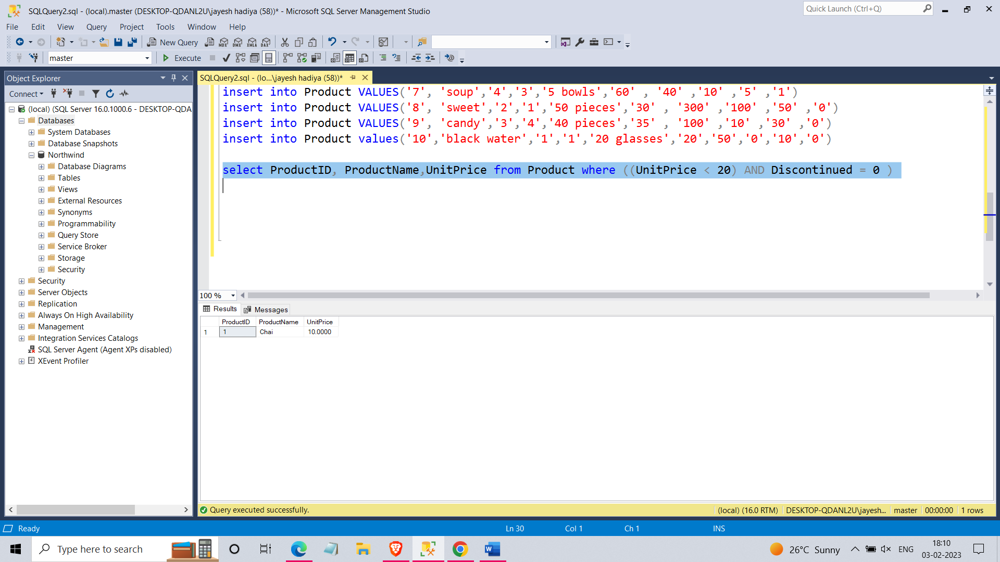 SQLQuery2.sql - (local).master (DESKTOP-QDANL2U\jayesh hadiya (58))* - Microsoft SQL Server Management Studio
Quick Launch (Ctrl+Q)
File Edit View Query Project Tools Window Help
New Query
MDX DMX XMLA DAX
master
Execute
Object Explorer
Connect
(local) (SQL Server 16.0.1000.6 - DESKTOP-QDA
Databases
System Databases
Database Snapshots
Northwind
Database Diagrams
Tables
Views
External Resources
Synonyms
Programmability
Query Store
Service Broker
Storage
Security
Security
Server Objects
Replication
Always On High Availability
Management
Integration Services Catalogs
SQL Server Agent (Agent XPs disabled)
XEvent Profiler
SQLQuery2.sql - (lo...\jayesh hadiya (58))*
insert into Product VALUES('7', 'soup','4','3','5 bowls','60' , '40' ,'10' ,'5' ,'1')
insert into Product VALUES('8', 'sweet','2','1','50 pieces','30' , '300' ,'100' ,'50' ,'0')
insert into Product VALUES('9', 'candy','3','4','40 pieces','35' , '100' ,'10' ,'30' ,'0')
insert into Product values('10','black water','1','1','20 glasses','20','50','0','10','0')
select ProductID, ProductName,UnitPrice from Product where ((UnitPrice < 20) AND Discontinued = 0 )
100 %
Results Messages
ProductID ProductName UnitPrice
1 1 Chai 10.0000
Query executed successfully.
(local) (16.0 RTM) DESKTOP-QDANL2U\jayesh... master 00:00:00 1 rows
Ready Ln 30 Col 1 Ch 1 INS
Type here to search
26°C Sunny
ENG
18:10
03-02-2023